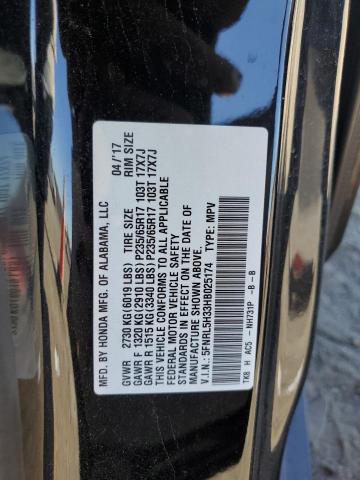 MFD. BY HONDA MFG. OF ALABAMA, LLC 04/'17
GVWR 2730 KG (6019 LBS) TIRE SIZE RIM SIZE
GAWR F 1320 KG (2910 LBS) P235/65R17 103T 17X7J
GAWR R 1515 KG (3340 LBS) P235/65R17 103T 17X7J
THIS VEHICLE CONFORMS TO ALL APPLICABLE
FEDERAL MOTOR VEHICLE SAFETY
STANDARDS IN EFFECT ON THE DATE OF
MANUFACTURE SHOWN ABOVE.
V.I.N.: 5FNRL5H33HB025174 TYPE: MPV
TK8 H AC5 - NH731P -B - B